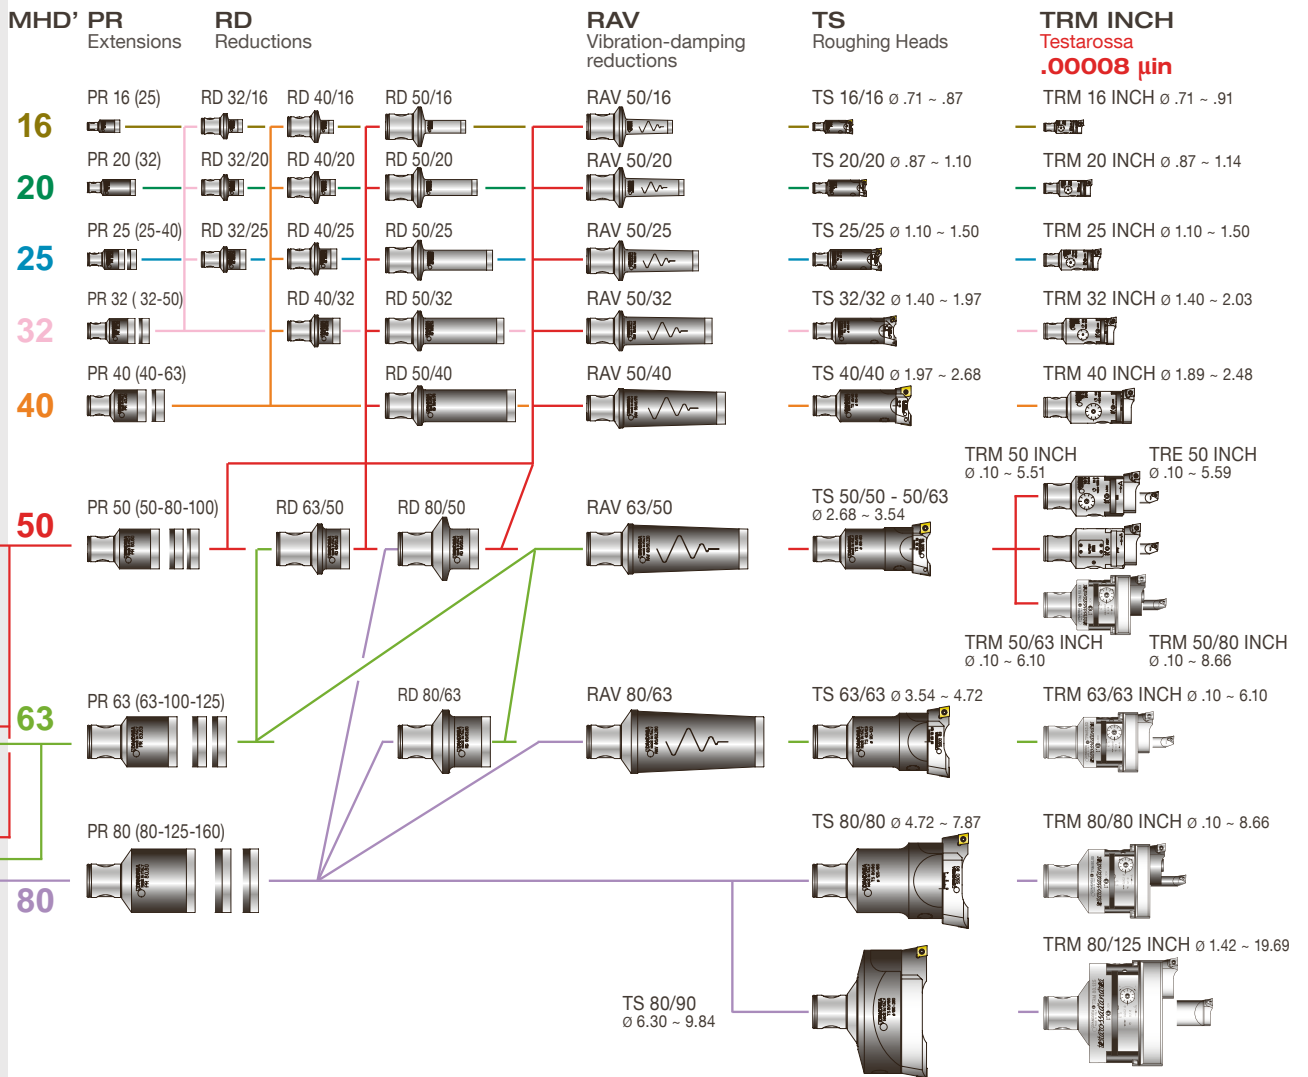 MHD' PR RD RAV TS TRM INCH
Extensions Reductions Vibration-damping Roughing Heads Testarossa
reductions .00008 µin
16 PR 16 (25) RD 32/16 RD 40/16 RD 50/16 RAV 50/16 TS 16/16 Ø .71 ~ .87 TRM 16 INCH Ø .71 ~ .91
20 PR 20 (32) RD 32/20 RD 40/20 RD 50/20 RAV 50/20 TS 20/20 Ø .87 ~ 1.10 TRM 20 INCH Ø .87 ~ 1.14
25 PR 25 (25-40) RD 32/25 RD 40/25 RD 50/25 RAV 50/25 TS 25/25 Ø 1.10 ~ 1.50 TRM 25 INCH Ø 1.10 ~ 1.50
32 PR 32 ( 32-50) RD 40/32 RD 50/32 RAV 50/32 TS 32/32 Ø 1.40 ~ 1.97 TRM 32 INCH Ø 1.40 ~ 2.03
40 PR 40 (40-63) RD 50/40 RAV 50/40 TS 40/40 Ø 1.97 ~ 2.68 TRM 40 INCH Ø 1.89 ~ 2.48
TRM 50 INCH TRE 50 INCH
Ø .10 ~ 5.51 Ø .10 ~ 5.59
50 PR 50 (50-80-100) RD 63/50 RD 80/50 RAV 63/50 TS 50/50 - 50/63
Ø 2.68 ~ 3.54
TRM 50/63 INCH TRM 50/80 INCH
Ø .10 ~ 6.10 Ø .10 ~ 8.66
63 PR 63 (63-100-125) RD 80/63 RAV 80/63 TS 63/63 Ø 3.54 ~ 4.72 TRM 63/63 INCH Ø .10 ~ 6.10
80 PR 80 (80-125-160) TS 80/80 Ø 4.72 ~ 7.87 TRM 80/80 INCH Ø .10 ~ 8.66
TRM 80/125 INCH Ø 1.42 ~ 19.69
TS 80/90
Ø 6.30 ~ 9.84